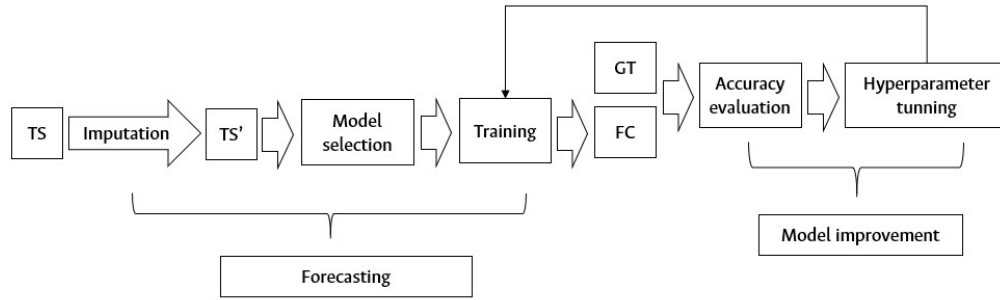 TS
Imputation
TS’
Model
selection
Training
GT
FC
Accuracy
evaluation
Hyperparameter
tunning
Forecasting
Model improvement